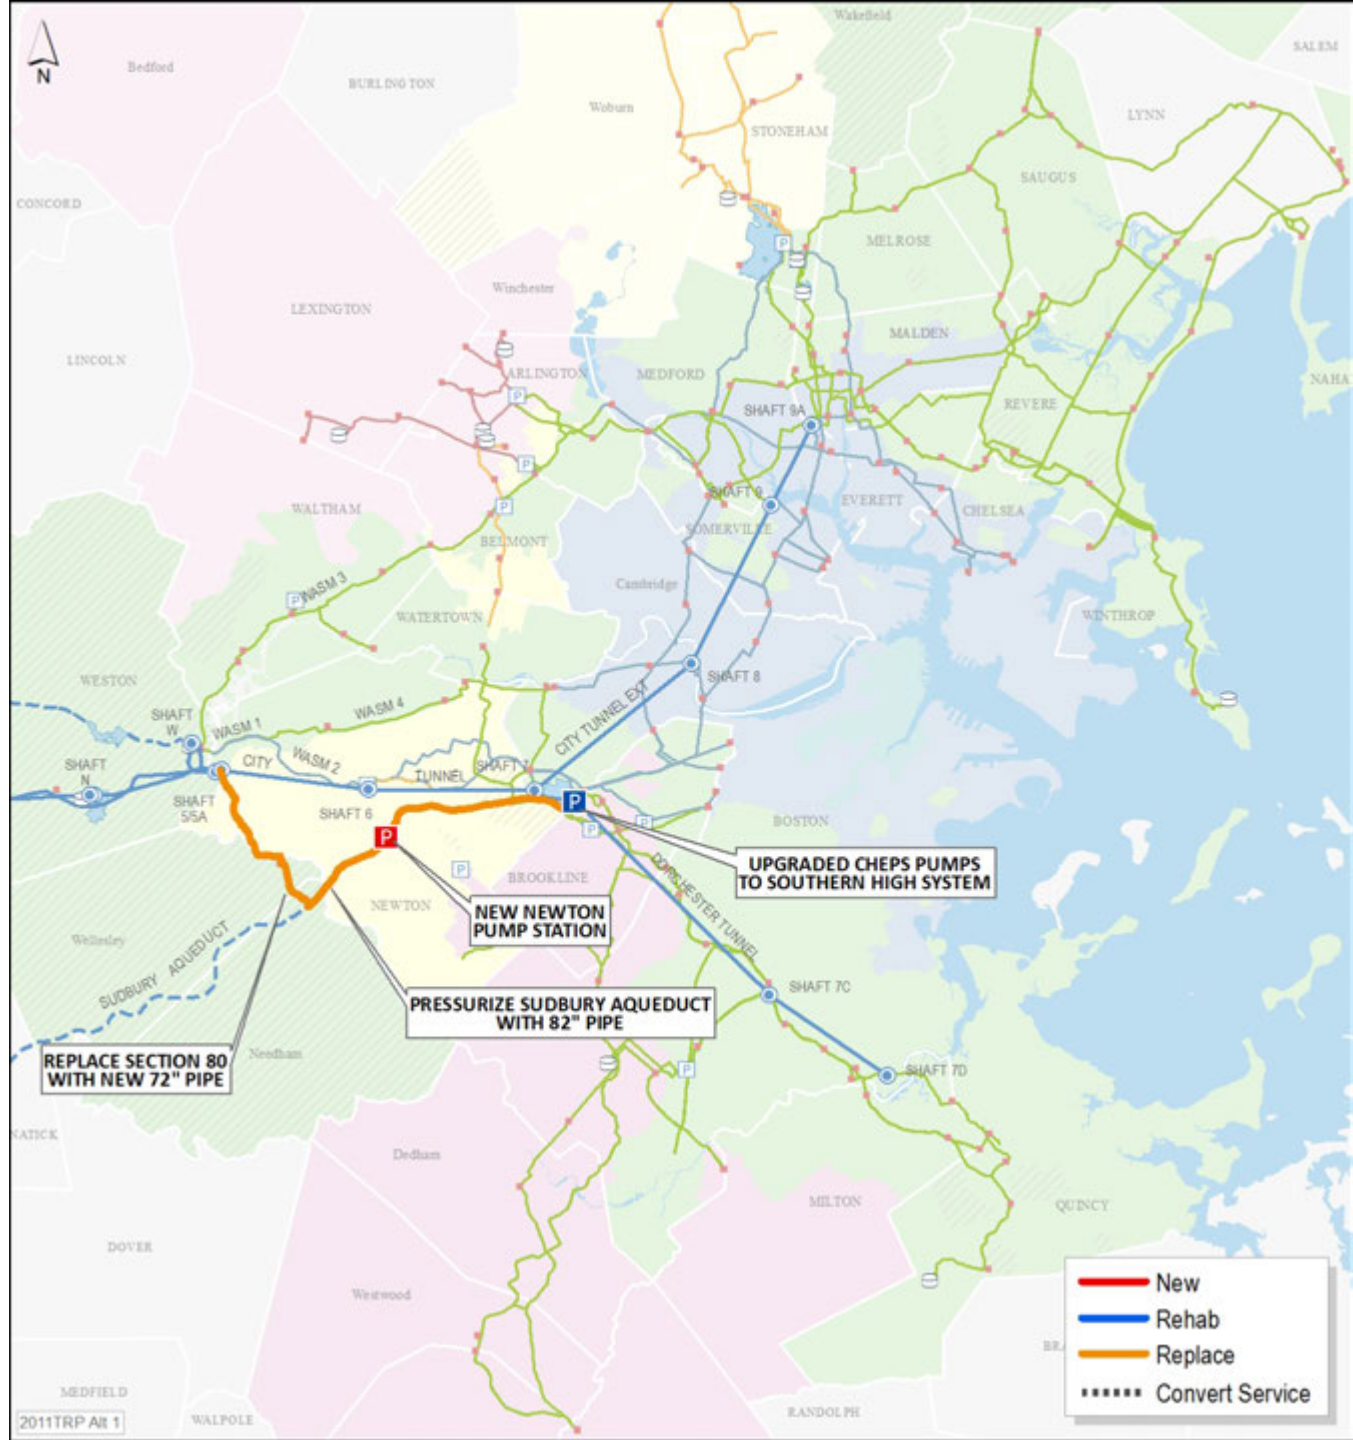 Wakefield
SALEM
N
Bedford
BURLINGTON
Woburn
STONEHAM
LYNN
SAUGUS
CONCORD
MELROSE
LEXINGTON
Winchester
MALDEN
LINCOLN
ARLINGTON
MEDFORD
NAHA
REVERE
SHAFT 9A
SHAFT 9
EVERETT
CHELSEA
WALTHAM
SOMERVILLE
BELMONT
Cambridge
WASM 3
WATERTOWN
WINTHROP
WESTON
SHAFT 8
SHAFT
W
WASM 4
WASM 1
CITY TUNNEL EXT
SHAFT
N
CITY
WASM 2
TUNNEL
SHAFT 7
SHAFT
5/5A
SHAFT 6
P
P
BOSTON
UPGRADED CHEPS PUMPS
TO SOUTHERN HIGH SYSTEM
DORCHESTER TUNNEL
BROOKLINE
NEWTON
NEW NEWTON
PUMP STATION
Wellesley
SUDBURY AQUEDUCT
SHAFT 7C
PRESSURIZE SUDBURY AQUEDUCT
WITH 82" PIPE
Needham
REPLACE SECTION 80
WITH NEW 72" PIPE
SHAFT 7D
NATICK
Dedham
MILTON
QUINCY
DOVER
Westwood
New
Rehab
BRA
Replace
MEDFIELD
Convert Service
2011TRP Alt 1
WALPOLE
RANDOLPH